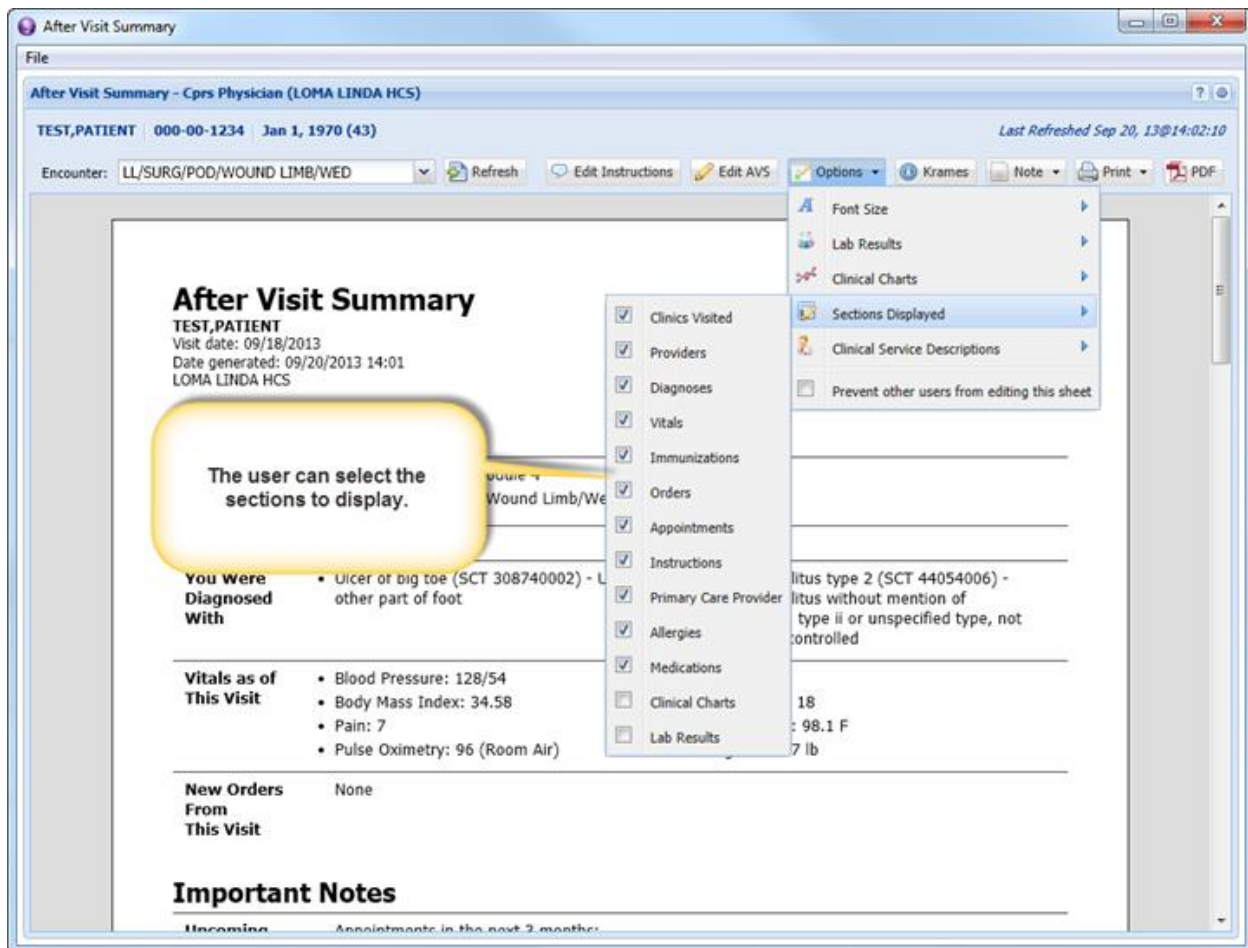 After Visit Summary
File
After Visit Summary - Cprs Physician (LOMA LINDA HCS)
TEST,PATIENT 000-00-1234 Jan 1, 1970 (43) Last Refreshed Sep 20, 13@14:02:10
Encounter: LL/SURG/POD/WOUND LIMB/WED Refresh Edit Instructions Edit AVS Options Krames Note Print PDF
Font Size
Lab Results
Clinical Charts
Sections Displayed
Clinical Service Descriptions
Prevent other users from editing this sheet
Clinics Visited
Providers
Diagnoses
Vitals
Immunizations
Orders
Appointments
Instructions
Primary Care Provider
Allergies
Medications
Clinical Charts
Lab Results
After Visit Summary
TEST,PATIENT
Visit date: 09/18/2013
Date generated: 09/20/2013 14:01
LOMA LINDA HCS
The user can select the
sections to display.
Wound Limb/We
You Were
Diagnosed
With
• Ulcer of big toe (SCT 308740002) - U
other part of foot
litus type 2 (SCT 44054006) -
litus without mention of
type ii or unspecified type, not
controlled
Vitals as of
This Visit
• Blood Pressure: 128/54
• Body Mass Index: 34.58
• Pain: 7
• Pulse Oximetry: 96 (Room Air)
18
: 98.1 F
7 lb
New Orders
From
This Visit
None
Important Notes
Upcoming Appointments in the next 3 months: